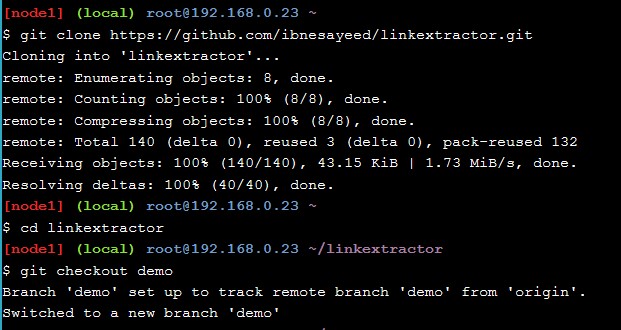 [node1] (local) root@192.168.0.23 ~
$ git clone https://github.com/ibnesayeed/linkextractor.git
Cloning into 'linkextractor'...
remote: Enumerating objects: 8, done.
remote: Counting objects: 100% (8/8), done.
remote: Compressing objects: 100% (8/8), done.
remote: Total 140 (delta 0), reused 3 (delta 0), pack-reused 132
Receiving objects: 100% (140/140), 43.15 KiB | 1.73 MiB/s, done.
Resolving deltas: 100% (40/40), done.
[node1] (local) root@192.168.0.23 ~
$ cd linkextractor
[node1] (local) root@192.168.0.23 ~/linkextractor
$ git checkout demo
Branch 'demo' set up to track remote branch 'demo' from 'origin'.
Switched to a new branch 'demo'